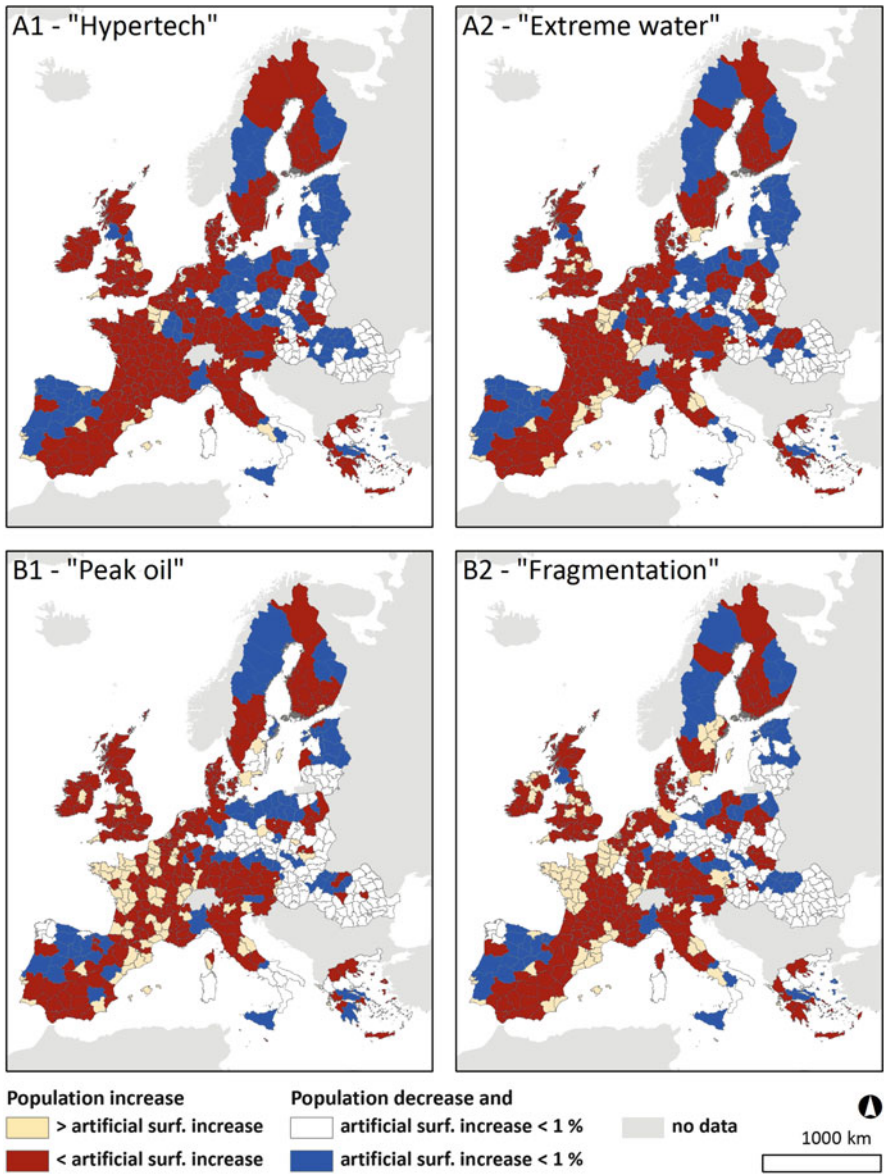 A1 - "Hypertech"
A2 - "Extreme water"
B1 - "Peak oil"
B2 - "Fragmentation"
Population increase
> artificial surf. increase
< artificial surf. increase
Population decrease and
artificial surf. increase < 1 %
artificial surf. increase < 1 %
no data
1000 km